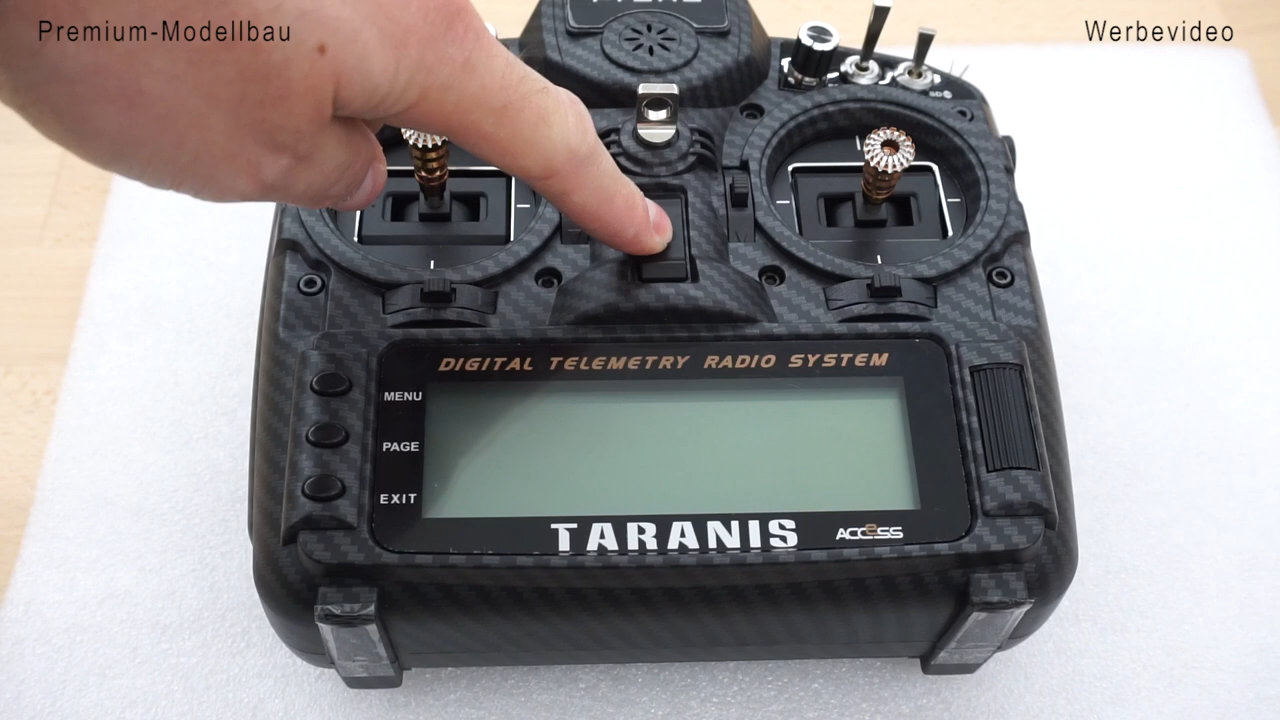 Premium-Modellbau
Werbevideo
DIGITAL TELEMETRY RADIO SYSTEM
MENU
PAGE
EXIT
TARANIS
ACCESS